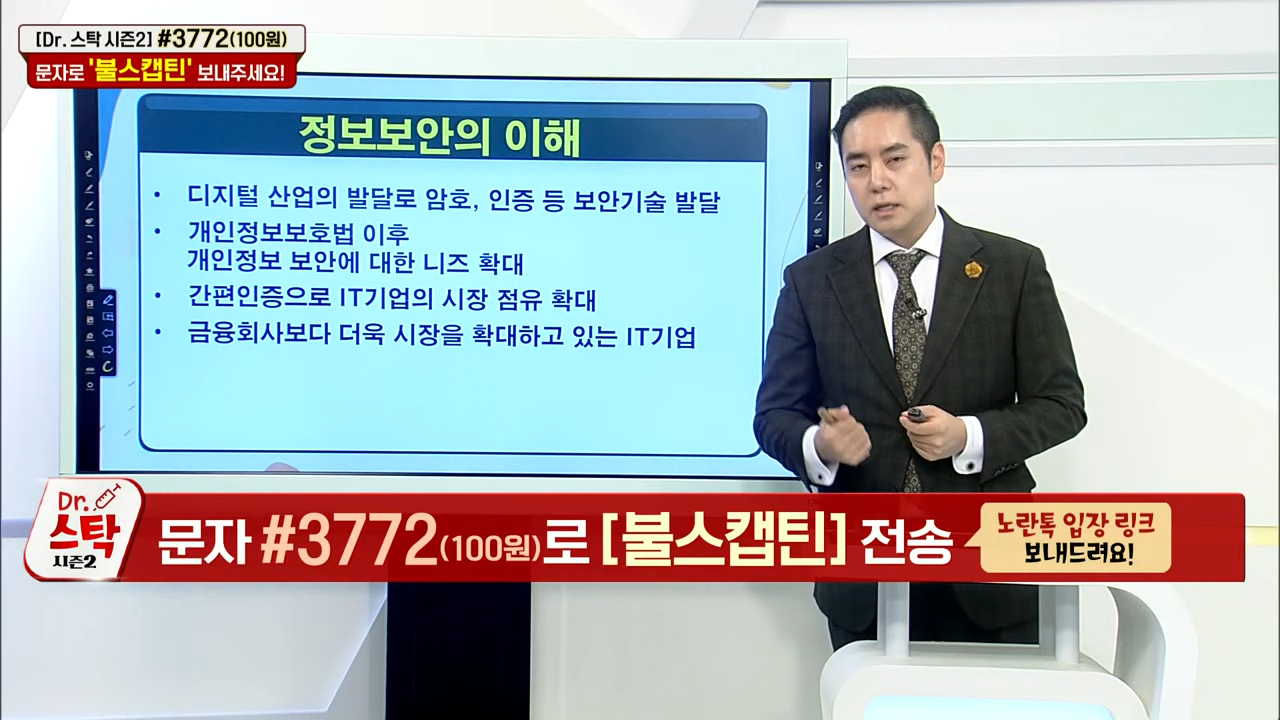 [Dr. 스탁 시즌2] #3772(100원)
문자로 '불스캡틴' 보내주세요!
정보보안의 이해
• 디지털 산업의 발달로 암호, 인증 등 보안기술 발달
• 개인정보보호법 이후
개인정보 보안에 대한 니즈 확대
• 간편인증으로 IT기업의 시장 점유 확대
• 금융회사보다 더욱 시장을 확대하고 있는 IT기업
Dr.
스탁
시즌2
문자 #3772(100원)로 [불스캡틴] 전송
노란톡 입장 링크
보내드려요!